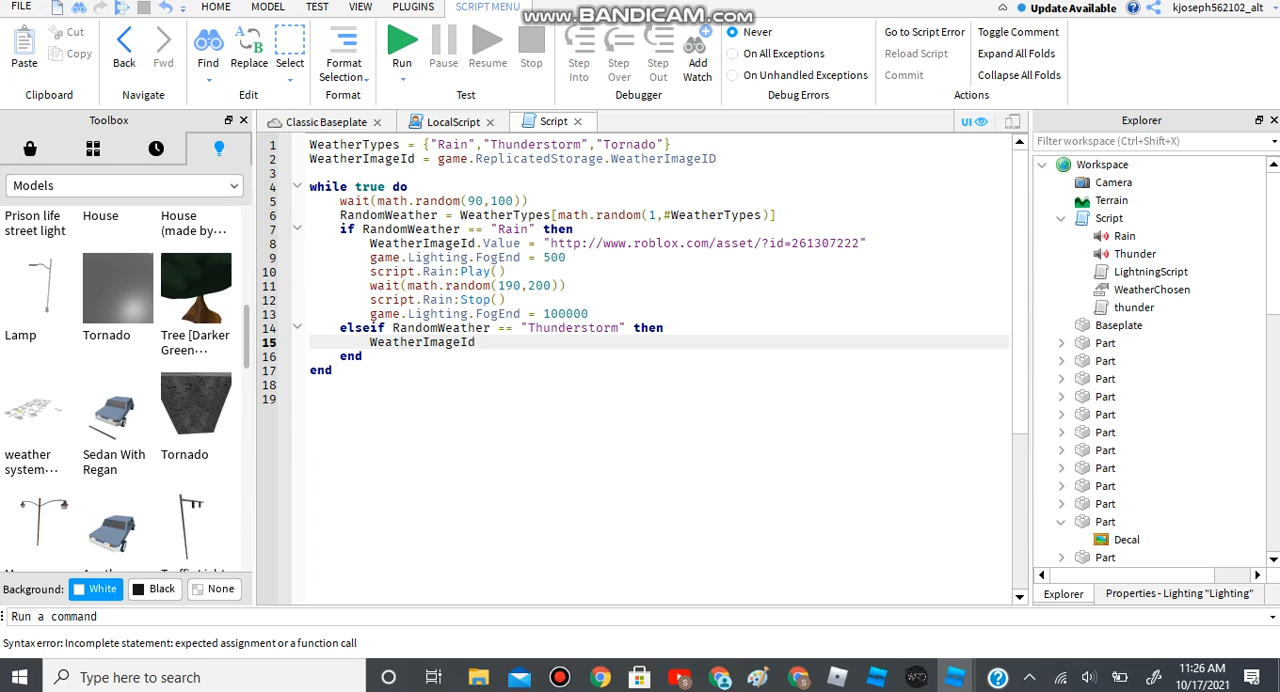 FILE HOME MODEL TEST VIEW PLUGINS SCRIPT MENU www.BANDICAM.com Update Available kjoseph562102_alt
Paste Cut Copy
Back Fwd
Find Replace Select
Format Selection
Run Pause Resume Stop
Step Into Step Over Step Out Add Watch
Never
On All Exceptions
On Unhandled Exceptions
Go to Script Error
Reload Script
Commit
Toggle Comment
Expand All Folds
Collapse All Folds
Clipboard Navigate Edit Format Test Debugger Debug Errors Actions
Toolbox
Classic Baseplate LocalScript Script UI
Models
Prison life street light
House
House (made by...
Lamp
Tornado
Tree [Darker Green...
weather system...
Sedan With Regan
Tornado
Background: White Black None
1 WeatherTypes = {"Rain","Thunderstorm","Tornado"}
2 WeatherImageId = game.ReplicatedStorage.WeatherImageID
3
4 while true do
5 wait(math.random(90,100))
6 RandomWeather = WeatherTypes[math.random(1,#WeatherTypes)]
7 if RandomWeather == "Rain" then
8 WeatherImageId.Value = "http://www.roblox.com/asset/?id=261307222"
9 game.Lighting.FogEnd = 500
10 script.Rain:Play()
11 wait(math.random(190,200))
12 script.Rain:Stop()
13 game.Lighting.FogEnd = 100000
14 elseif RandomWeather == "Thunderstorm" then
15 WeatherImageId
16 end
17 end
18
19
Explorer
Filter workspace (Ctrl+Shift+X)
Workspace
Camera
Terrain
Script
Rain
Thunder
LightningScript
WeatherChosen
thunder
Baseplate
Part
Part
Part
Part
Part
Part
Part
Part
Part
Part
Part
Decal
Part
Explorer Properties - Lighting "Lighting"
Run a command
Syntax error: Incomplete statement: expected assignment or a function call
Type here to search
11:26 AM
10/17/2021